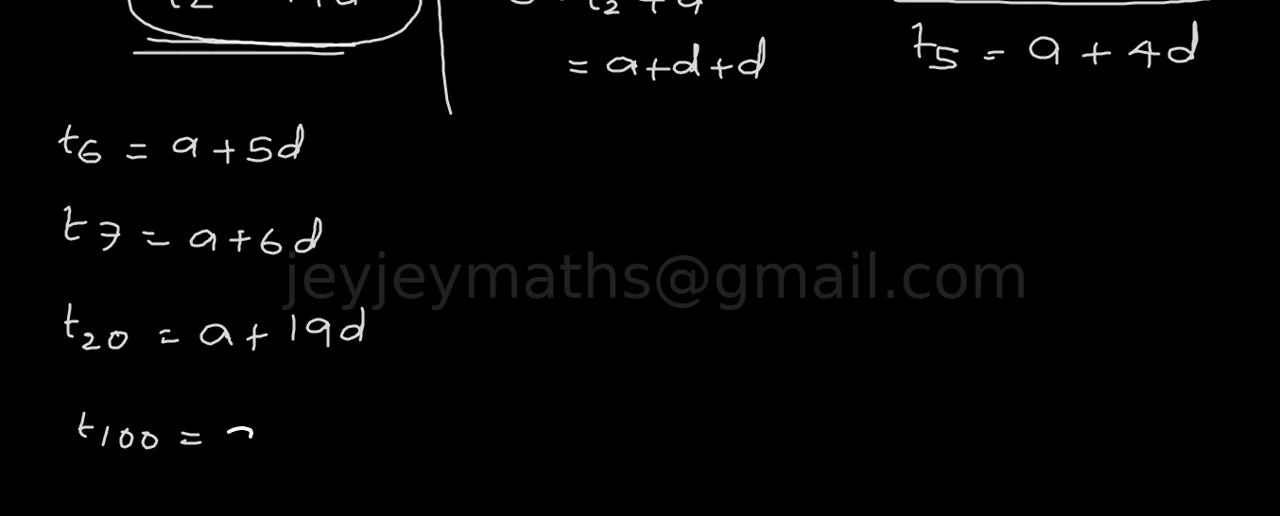 = a+d+d
t5 = a + 4d
t6 = a+5d
t7 = a+6d
jeyjeymaths@gmail.com
t20 = a+ 19d
t100 =